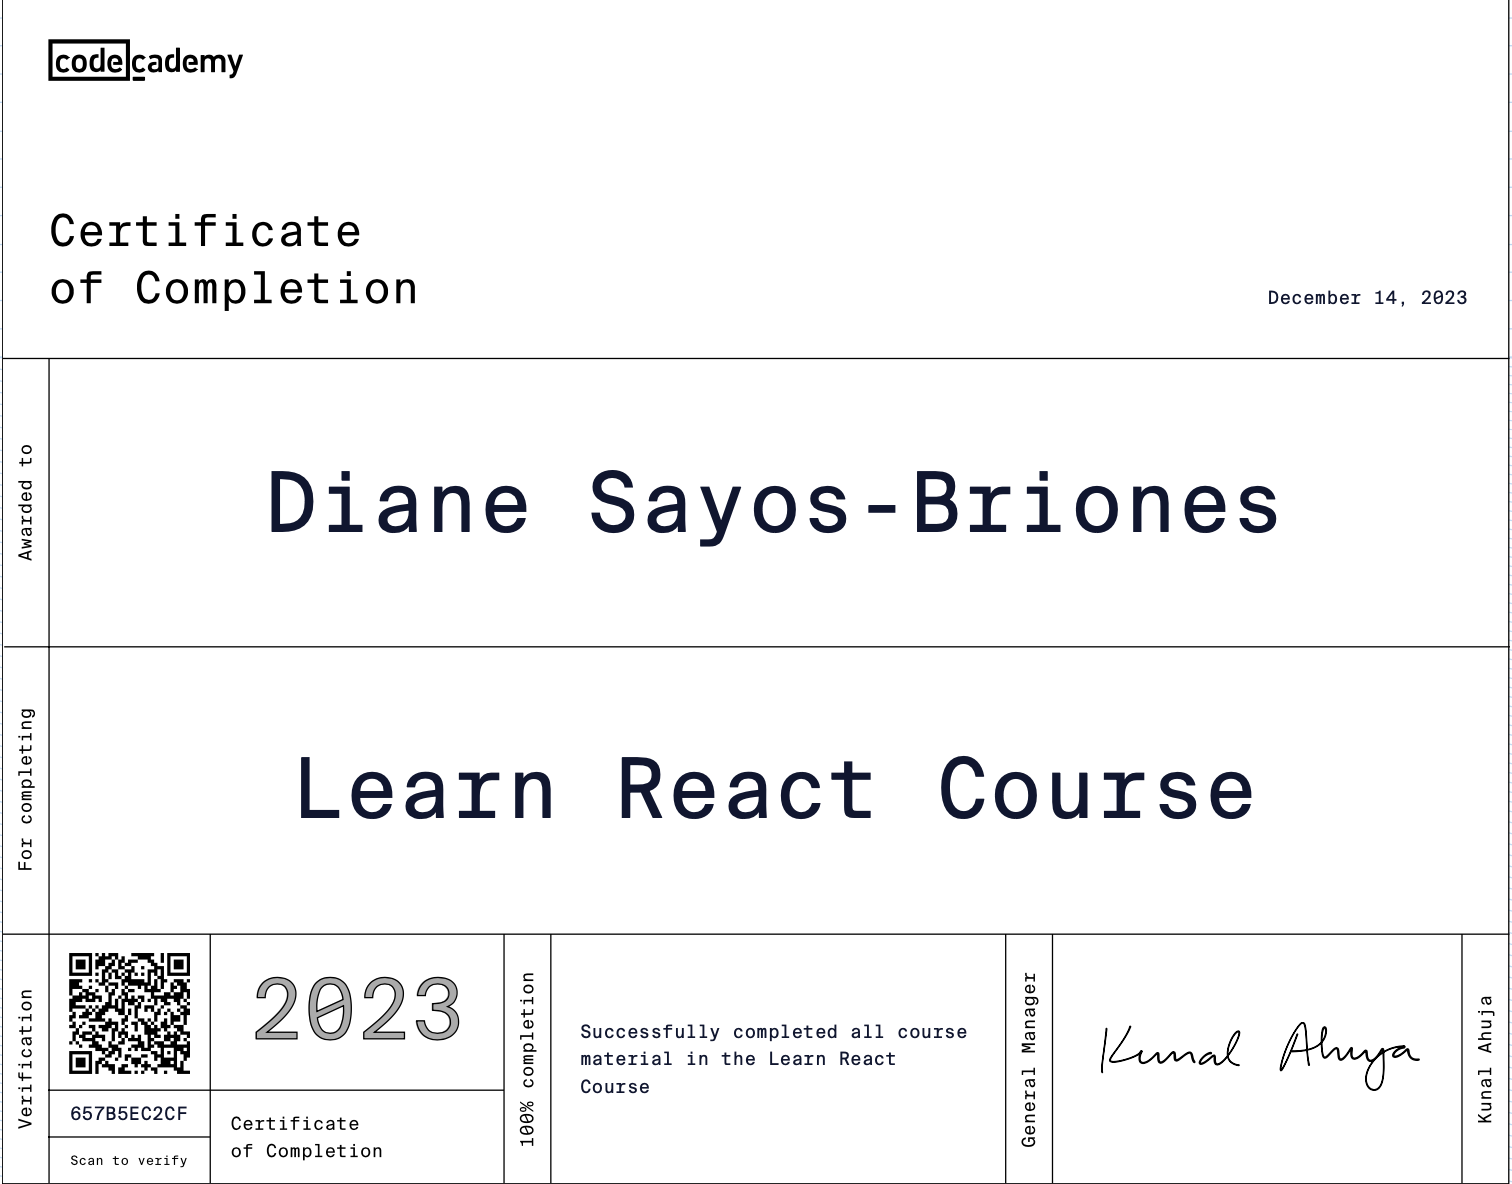 codecademy
Certificate
of Completion
December 14, 2023
Awarded to
Diane Sayos-Briones
For completing
Learn React Course
Verification
657B5EC2CF
Scan to verify
2023
Certificate
of Completion
100% completion
Successfully completed all course
material in the Learn React
Course
General Manager
Kunal Ahuja
Kunal Ahuja